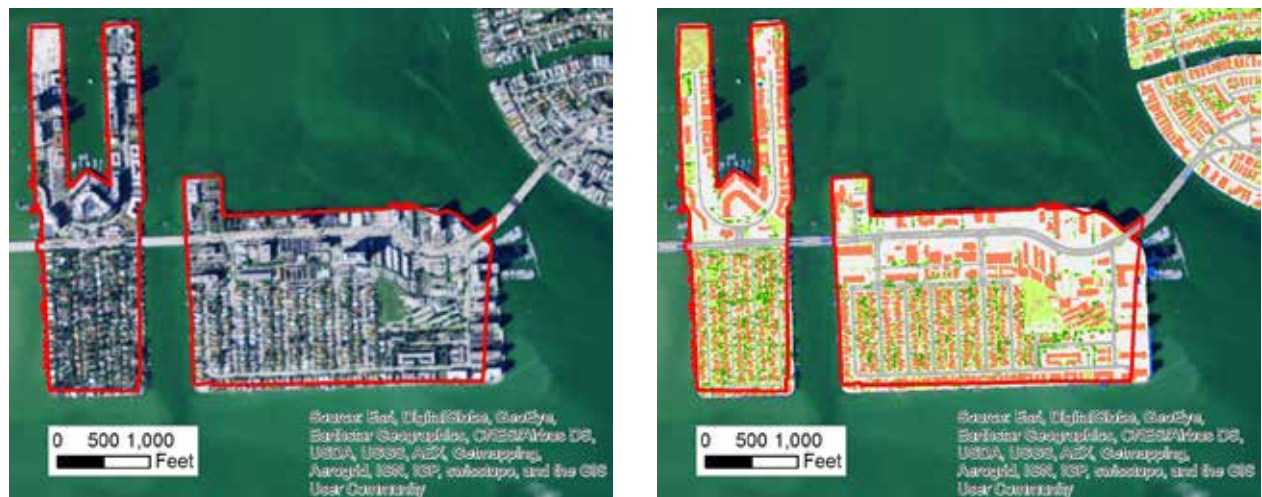 0 500 1,000
Feet
Source: Esri, DigitalGlobe, GeoEye,
Earthstar Geographics, CNES/Airbus DS,
USDA, USGS, AEX, Getmapping,
Aerogrid, IGN, IGP, swisstopo, and the GIS
User Community
0 500 1,000
Feet
Source: Esri, DigitalGlobe, GeoEye,
Earthstar Geographics, CNES/Airbus DS,
USDA, USGS, AEX, Getmapping,
Aerogrid, IGN, IGP, swisstopo, and the GIS
User Community